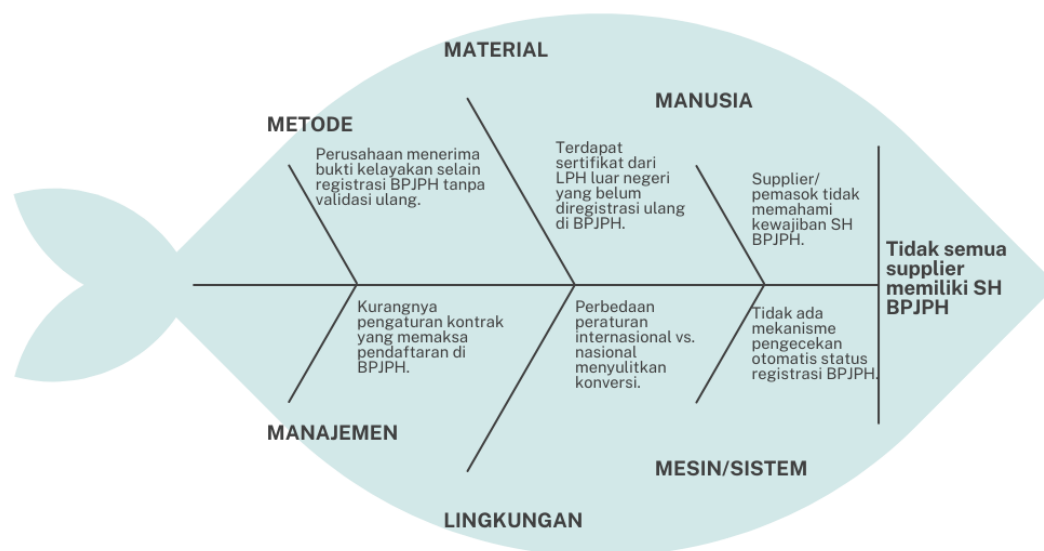 MATERIAL
MANUSIA
METODE
Perusahaan menerima
bukti kelayakan selain
registrasi BPJPH tanpa
validasi ulang.
Terdapat
sertifikat dari
LPH luar negeri
yang belum
diregistrasi ulang
di BPJPH.
Supplier/
pemasok tidak
memahami
kewajiban SH
BPJPH.
Tidak semua
supplier
memiliki SH
BPJPH
Kurangnya
pengaturan kontrak
yang memaksa
pendaftaran di
BPJPH.
Perbedaan
peraturan
internasional vs.
nasional
menyulitkan
konversi.
Tidak ada
mekanisme
pengecekan
otomatis status
registrasi BPJPH.
MANAJEMEN
MESIN/SISTEM
LINGKUNGAN